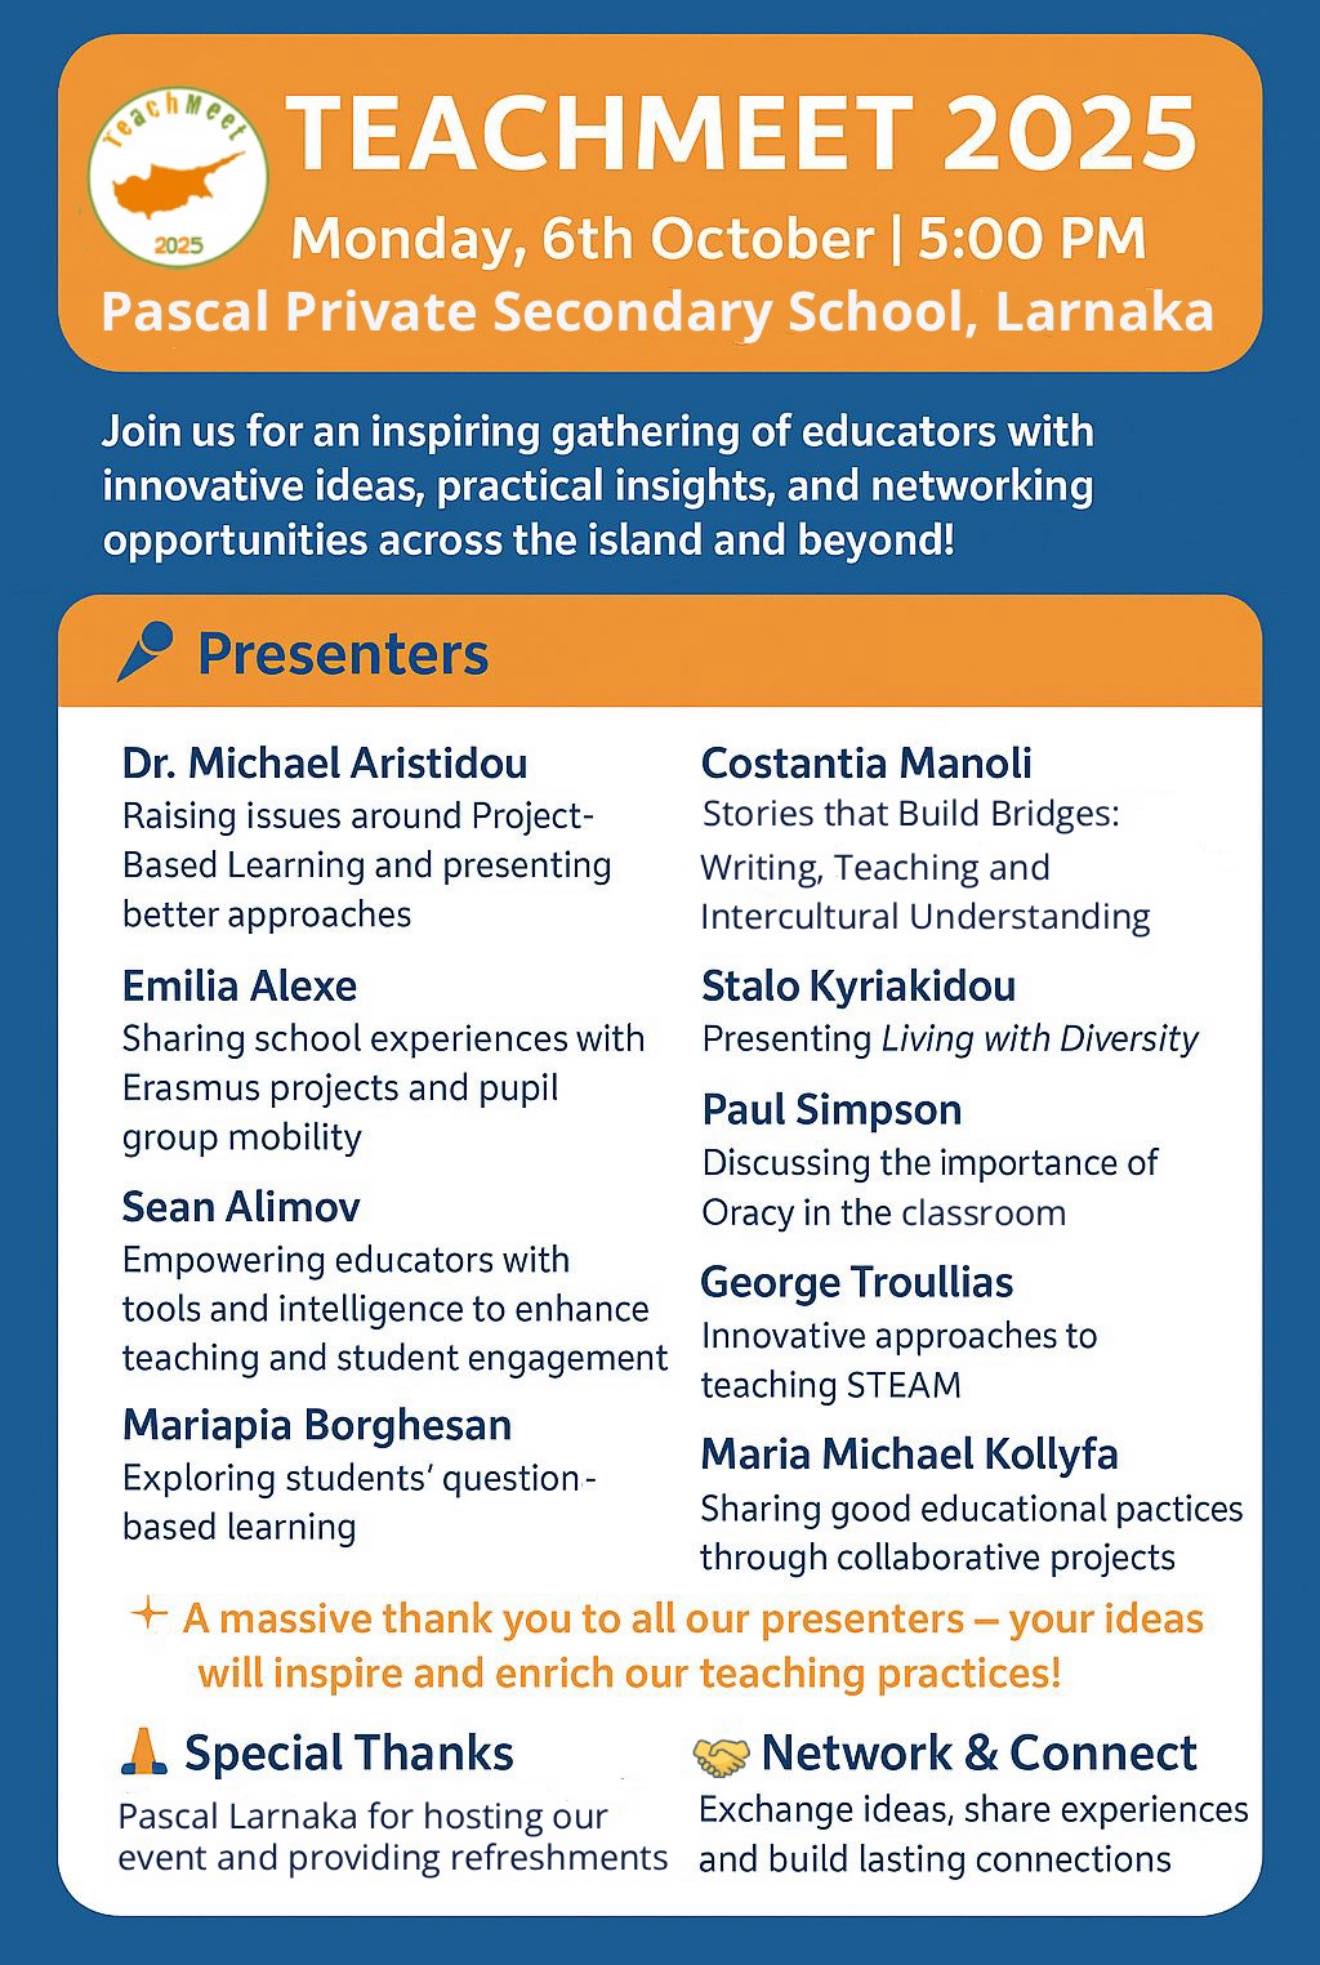 TeachMeet
2025
TEACHMEET 2025
Monday, 6th October | 5:00 PM
Pascal Private Secondary School, Larnaka
Join us for an inspiring gathering of educators with
innovative ideas, practical insights, and networking
opportunities across the island and beyond!
Presenters
Dr. Michael Aristidou
Raising issues around Project-
Based Learning and presenting
better approaches
Emilia Alexe
Sharing school experiences with
Erasmus projects and pupil
group mobility
Sean Alimov
Empowering educators with
tools and intelligence to enhance
teaching and student engagement
Mariapia Borghesan
Exploring students’ question-
based learning
Costantia Manoli
Stories that Build Bridges:
Writing, Teaching and
Intercultural Understanding
Stalo Kyriakidou
Presenting Living with Diversity
Paul Simpson
Discussing the importance of
Oracy in the classroom
George Troullias
Innovative approaches to
teaching STEAM
Maria Michael Kollyfa
Sharing good educational pactices
through collaborative projects
A massive thank you to all our presenters – your ideas
will inspire and enrich our teaching practices!
Special Thanks
Pascal Larnaka for hosting our
event and providing refreshments
Network & Connect
Exchange ideas, share experiences
and build lasting connections